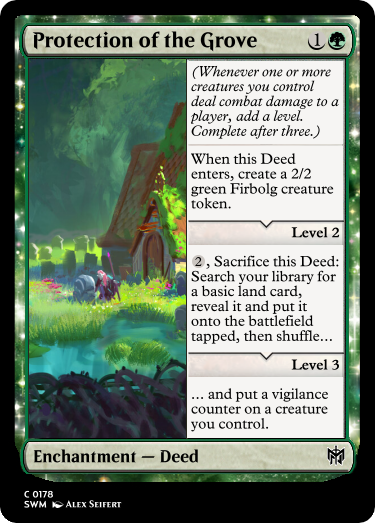 Protection of the Grove 1
(Whenever one or more
creatures you control
deal combat damage to a
player, add a level.
Complete after three.)
When this Deed
enters, create a 2/2
green Firbolg creature
token.
Level 2
2, Sacrifice this Deed:
Search your library for
a basic land card,
reveal it and put it
onto the battlefield
tapped, then shuffle…
Level 3
… and put a vigilance
counter on a creature
you control.
Enchantment — Deed
C 0178
SWM Alex Seifert